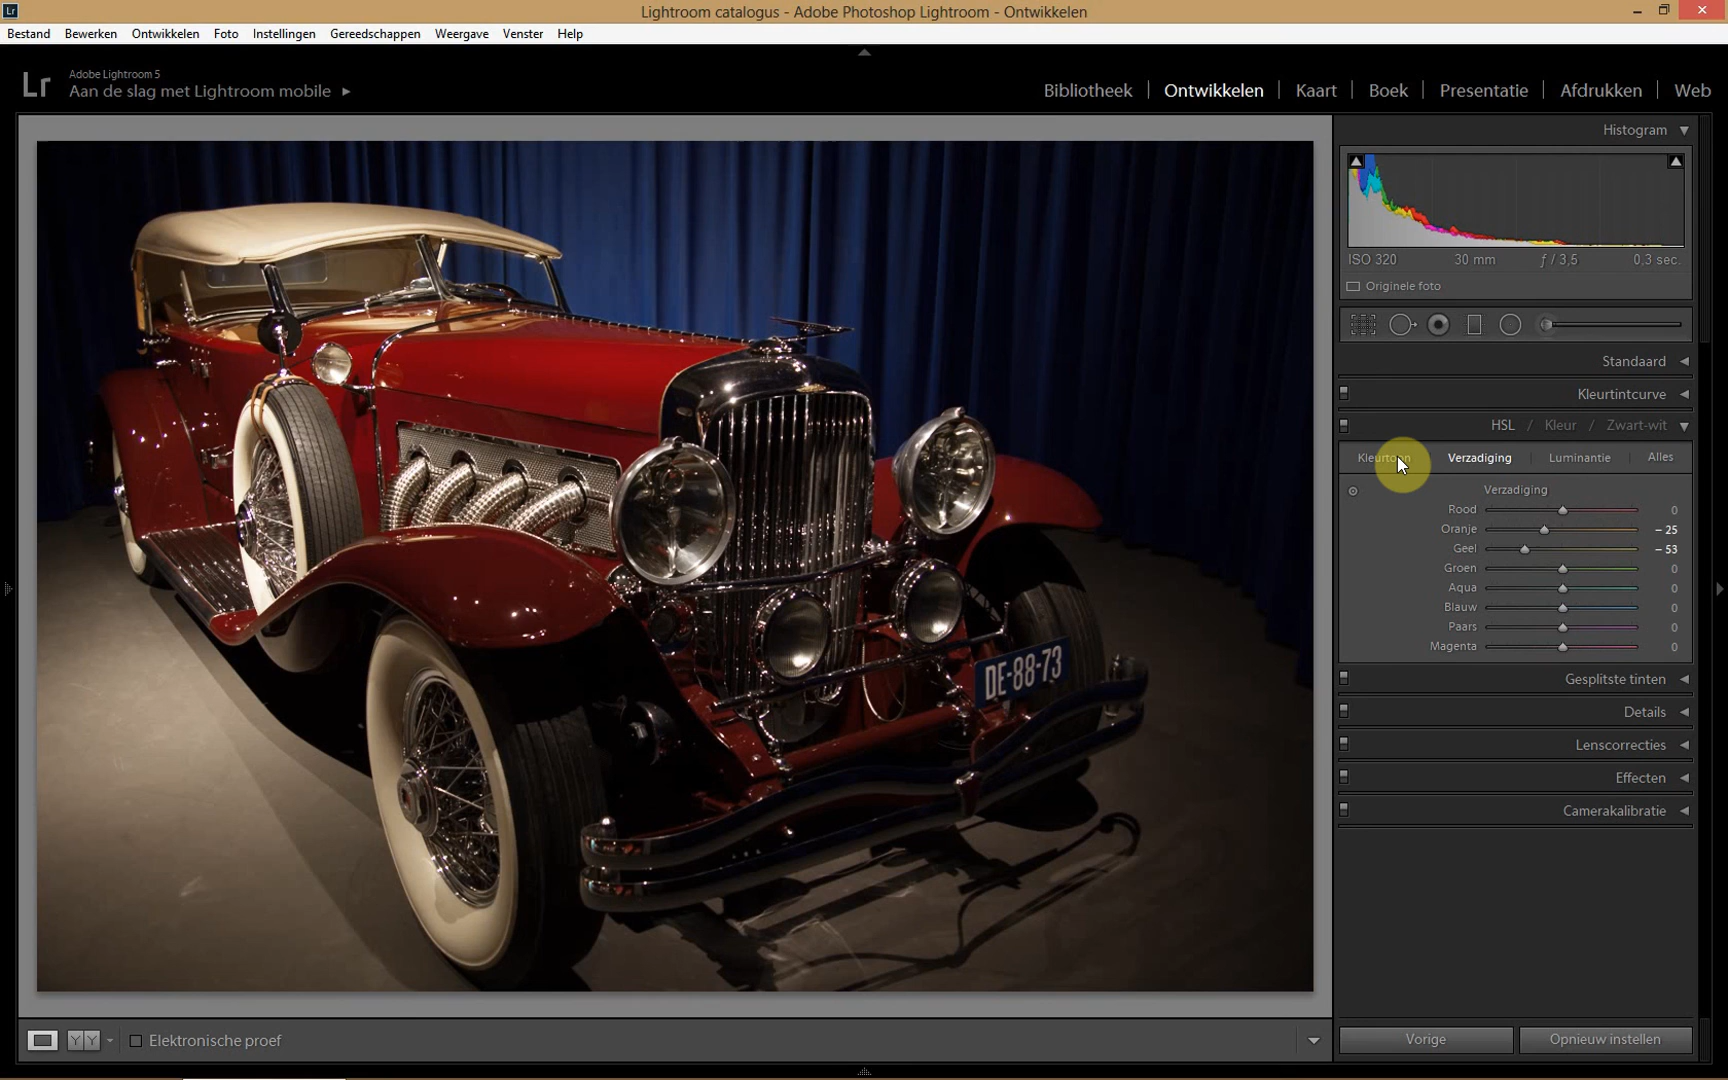 Lr
Lightroom catalogus - Adobe Photoshop Lightroom - Ontwikkelen
Bestand Bewerken Ontwikkelen Foto Instellingen Gereedschappen Weergave Venster Help
Lr
Adobe Lightroom 5
Aan de slag met Lightroom mobile
Bibliotheek Ontwikkelen Kaart Boek Presentatie Afdrukken Web
Histogram
ISO 320 30 mm ƒ / 3,5 0,3 sec.
Originele foto
Standaard
Kleurtintcurve
HSL / Kleur / Zwart-wit
Kleurtoon Verzadiging Luminantie Alles
Verzadiging
Rood 0
Oranje – 25
Geel – 53
Groen 0
Aqua 0
Blauw 0
Paars 0
Magenta 0
Gesplitste tinten
Details
Lenscorrecties
Effecten
Camerakalibratie
DE-88-73
YY Elektronische proef
Vorige Opnieuw instellen